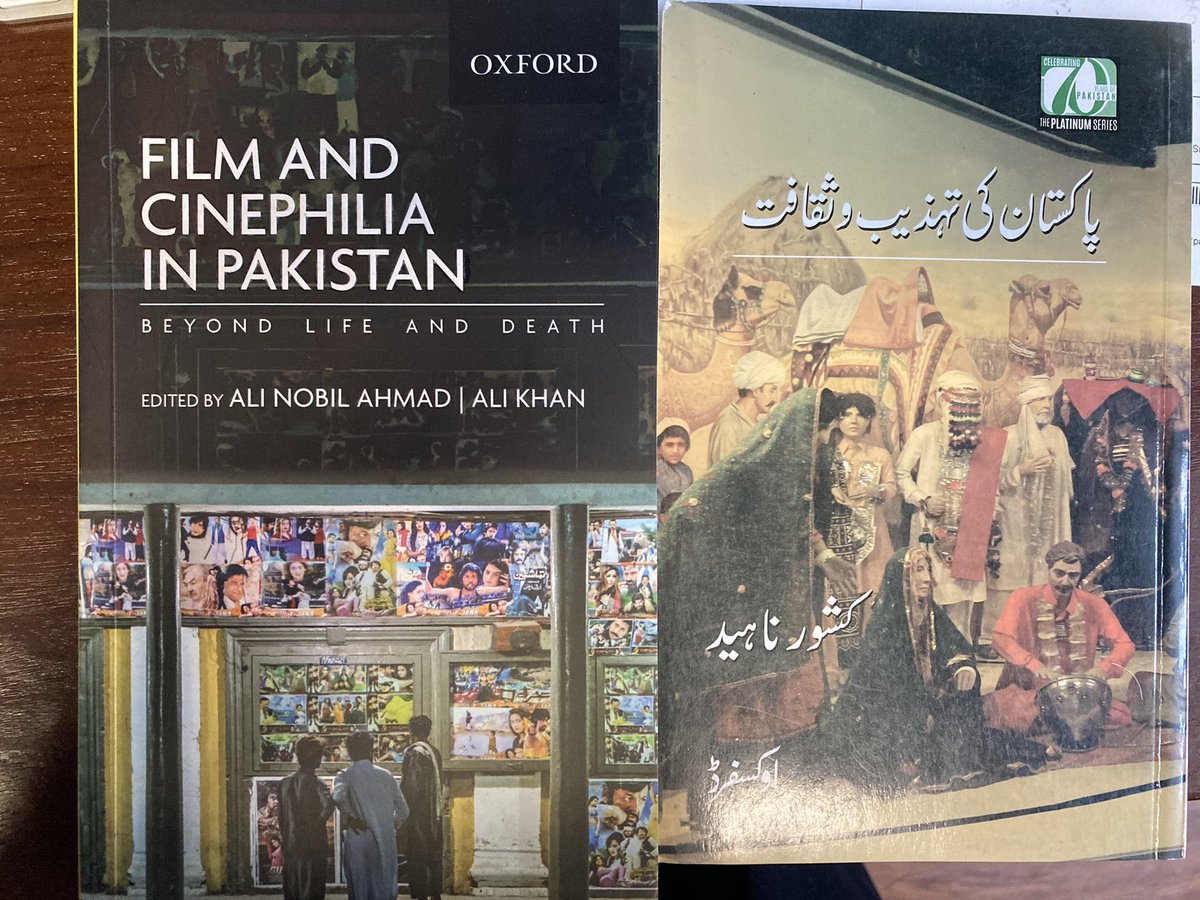 OXFORD
FILM AND
CINEPHILIA
IN PAKISTAN
BEYOND LIFE AND DEATH
EDITED BY ALI NOBIL AHMAD | ALI KHAN
CELEBRATING
70 YEARS OF
PAKISTAN
THE PLATINUM SERIES
پاکستان کی تہذیب و ثقافت
کشور ناہید
اوکسفرڈ